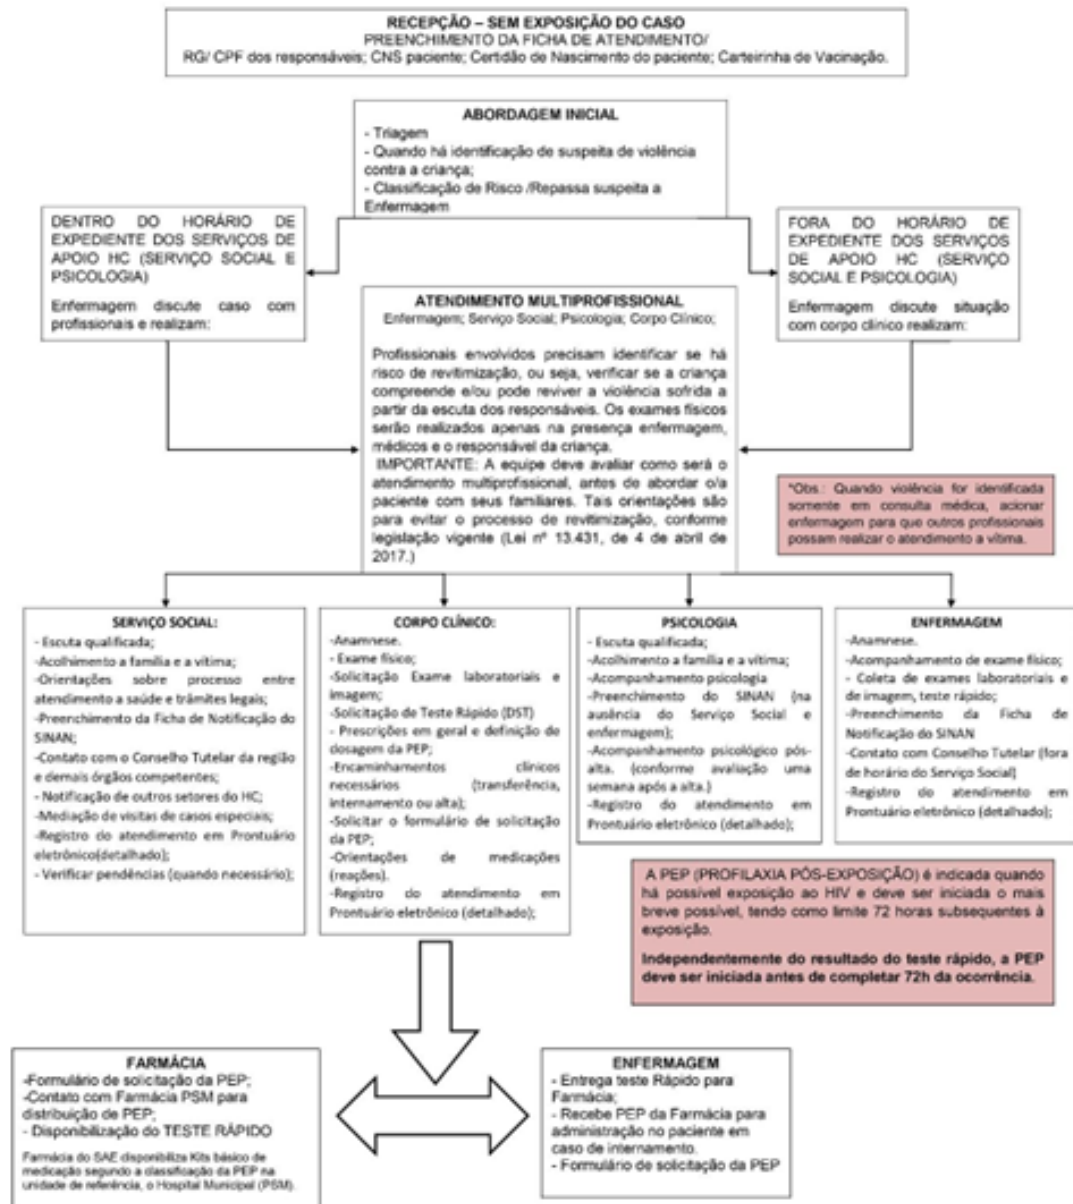 RECEPÇÃO – SEM EXPOSIÇÃO DO CASO
PREENCHIMENTO DA FICHA DE ATENDIMENTO/
RG/ CPF dos responsáveis; CNS paciente; Certidão de Nascimento do paciente; Carteirinha de Vacinação.
ABORDAGEM INICIAL
- Triagem
- Quando há identificação de suspeita de violência
contra a criança;
- Classificação de Risco /Repassa suspeita a
Enfermagem
DENTRO DO HORÁRIO DE
EXPEDIENTE DOS SERVIÇOS DE
APOIO HC (SERVIÇO SOCIAL E
PSICOLOGIA)
Enfermagem discute caso com
profissionais e realizam:
FORA DO HORÁRIO DE
EXPEDIENTE DOS SERVIÇOS
DE APOIO HC (SERVIÇO
SOCIAL E PSICOLOGIA)
Enfermagem discute situação
com corpo clínico realizam:
ATENDIMENTO MULTIPROFISSIONAL
Enfermagem; Serviço Social; Psicologia; Corpo Clínico;
Profissionais envolvidos precisam identificar se há
risco de revitimização, ou seja, verificar se a criança
compreende e/ou pode reviver a violência sofrida a
partir da escuta dos responsáveis. Os exames físicos
serão realizados apenas na presença enfermagem,
médicos e o responsável da criança.
IMPORTANTE: A equipe deve avaliar como será o
atendimento multiprofissional, antes de abordar o/a
paciente com seus familiares. Tais orientações são
para evitar o processo de revitimização, conforme
legislação vigente (Lei nº 13.431, de 4 de abril de
2017.)
*Obs.: Quando violência for identificada
somente em consulta médica, acionar
enfermagem para que outros profissionais
possam realizar o atendimento a vítima.
SERVIÇO SOCIAL:
- Escuta qualificada;
-Acolhimento a família e a vítima;
-Orientações sobre processo entre
atendimento a saúde e trâmites legais;
-Preenchimento da Ficha de Notificação do
SINAN;
-Contato com o Conselho Tutelar da região
e demais órgãos competentes;
- Notificação de outros setores do HC;
-Mediação de visitas de casos especiais;
-Registro do atendimento em Prontuário
eletrônico(detalhado);
- Verificar pendências (quando necessário);
CORPO CLÍNICO:
-Anamnese.
- Exame físico;
-Solicitação Exame laboratoriais e
imagem;
-Solicitação de Teste Rápido (DST)
- Prescrições em geral e definição de
dosagem da PEP;
-Encaminhamentos clínicos
necessários (transferência,
internamento ou alta);
-Solicitar o formulário de solicitação
da PEP;
-Orientações de medicações
(reações).
-Registro do atendimento em
Prontuário eletrônico (detalhado);
PSICOLOGIA
- Escuta qualificada;
-Acolhimento a família e a vítima;
-Acompanhamento psicologia
-Preenchimento do SINAN (na
ausência do Serviço Social e
enfermagem);
-Acompanhamento psicológico pós-
alta. (conforme avaliação uma
semana após a alta.)
-Registro do atendimento em
Prontuário eletrônico (detalhado);
ENFERMAGEM
- Anamnese.
-Acompanhamento de exame físico;
- Coleta de exames laboratoriais e
de imagem, teste rápido;
-Preenchimento da Ficha de
Notificação do SINAN
-Contato com Conselho Tutelar (fora
de horário do Serviço Social)
-Registro do atendimento em
Prontuário eletrônico (detalhado);
A PEP (PROFILAXIA PÓS-EXPOSIÇÃO) é indicada quando
há possível exposição ao HIV e deve ser iniciada o mais
breve possível, tendo como limite 72 horas subsequentes à
exposição.
Independentemente do resultado do teste rápido, a PEP
deve ser iniciada antes de completar 72h da ocorrência.
FARMÁCIA
-Formulário de solicitação da PEP;
-Contato com Farmácia PSM para
distribuição de PEP;
- Disponibilização do TESTE RÁPIDO
Farmácia do SAE disponibiliza Kits básico de
medicação segundo a classificação da PEP na
unidade de referência, o Hospital Municipal (PSM).
ENFERMAGEM
- Entrega teste Rápido para
Farmácia;
- Recebe PEP da Farmácia para
administração no paciente em
caso de internamento.
- Formulário de solicitação da PEP